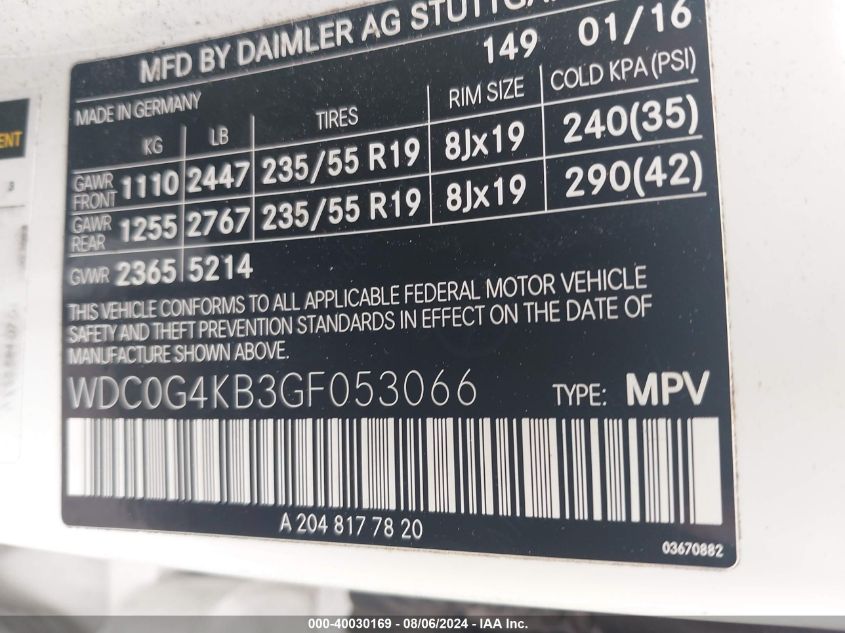 MFD BY DAIMLER AG STUTTGA
149 01/16
MADE IN GERMANY
KG LB TIRES RIM SIZE COLD KPA (PSI)
GAWR FRONT 1110 2447 235/55 R19 8Jx19 240(35)
GAWR REAR 1255 2767 235/55 R19 8Jx19 290(42)
GVWR 2365 5214
THIS VEHICLE CONFORMS TO ALL APPLICABLE FEDERAL MOTOR VEHICLE
SAFETY AND THEFT PREVENTION STANDARDS IN EFFECT ON THE DATE OF
MANUFACTURE SHOWN ABOVE.
WDC0G4KB3GF053066 TYPE: MPV
A 204 817 78 20
03670882
ENT
3
000-40030169 - 08/06/2024 - IAA Inc.